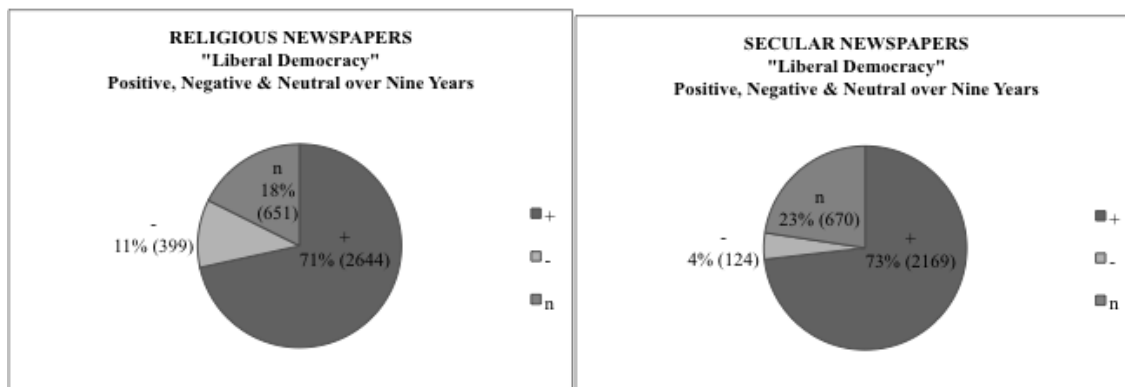 RELIGIOUS NEWSPAPERS
"Liberal Democracy"
Positive, Negative & Neutral over Nine Years
n
18%
(651)
-
11% (399)
+
71% (2644)
+
-
n
SECULAR NEWSPAPERS
"Liberal Democracy"
Positive, Negative & Neutral over Nine Years
n
23% (670)
-
4% (124)
+
73% (2169)
+
-
n